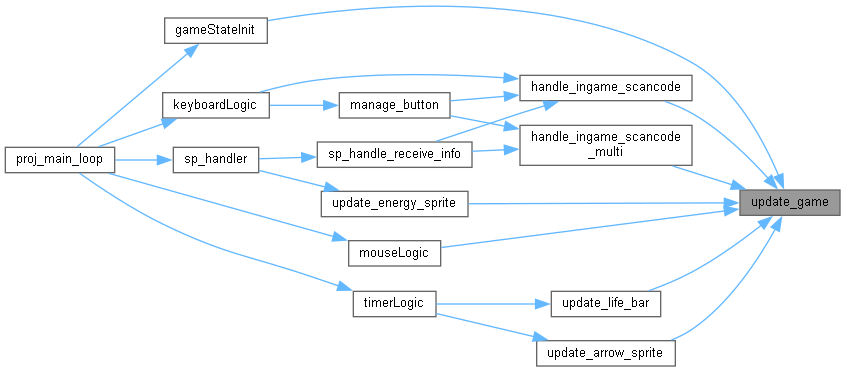 gameStateInit
keyboardLogic
manage_button
handle_ingame_scancode
handle_ingame_scancode
_multi
proj_main_loop
sp_handler
sp_handle_receive_info
update_energy_sprite
update_game
mouseLogic
timerLogic
update_life_bar
update_arrow_sprite